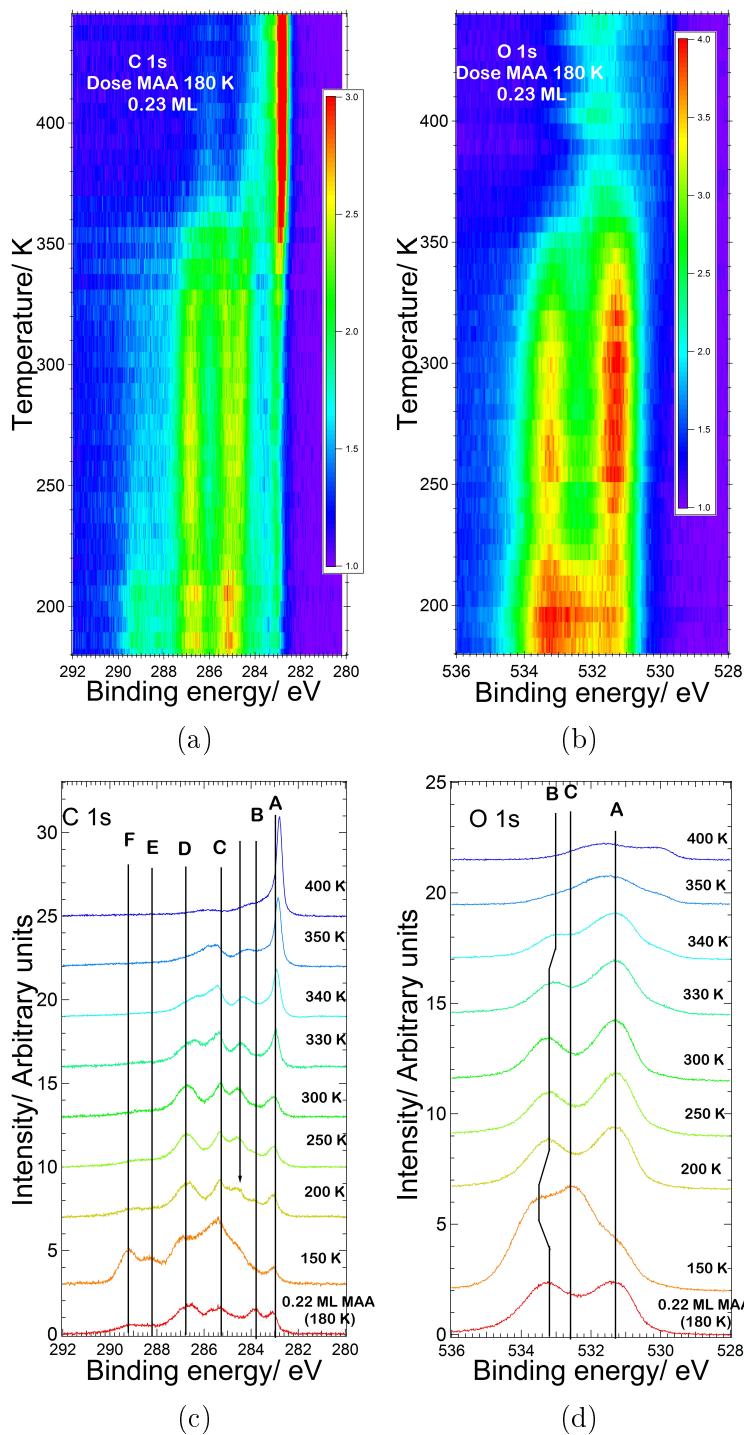 C 1s
Dose MAA 180 K
0.23 ML
3.0
2.5
2.0
1.5
1.0
400
350
300
250
200
Temperature/ K
292 290 288 286 284 282 280
Binding energy/ eV
(a)
O 1s
Dose MAA 180 K
0.23 ML
4.0
3.5
3.0
2.5
2.0
1.5
1.0
400
350
300
250
200
Temperature/ K
536 534 532 530 528
Binding energy/ eV
(b)
C 1s
F E D C B A
400 K
350 K
340 K
330 K
300 K
250 K
200 K
150 K
0.22 ML MAA
(180 K)
30
25
20
15
10
5
0
Intensity/ Arbitrary units
292 290 288 286 284 282 280
Binding energy/ eV
(c)
O 1s
B C A
400 K
350 K
340 K
330 K
300 K
250 K
200 K
150 K
0.22 ML MAA
(180 K)
25
20
15
10
5
0
Intensity/ Arbitrary units
536 534 532 530 528
Binding energy/ eV
(d)